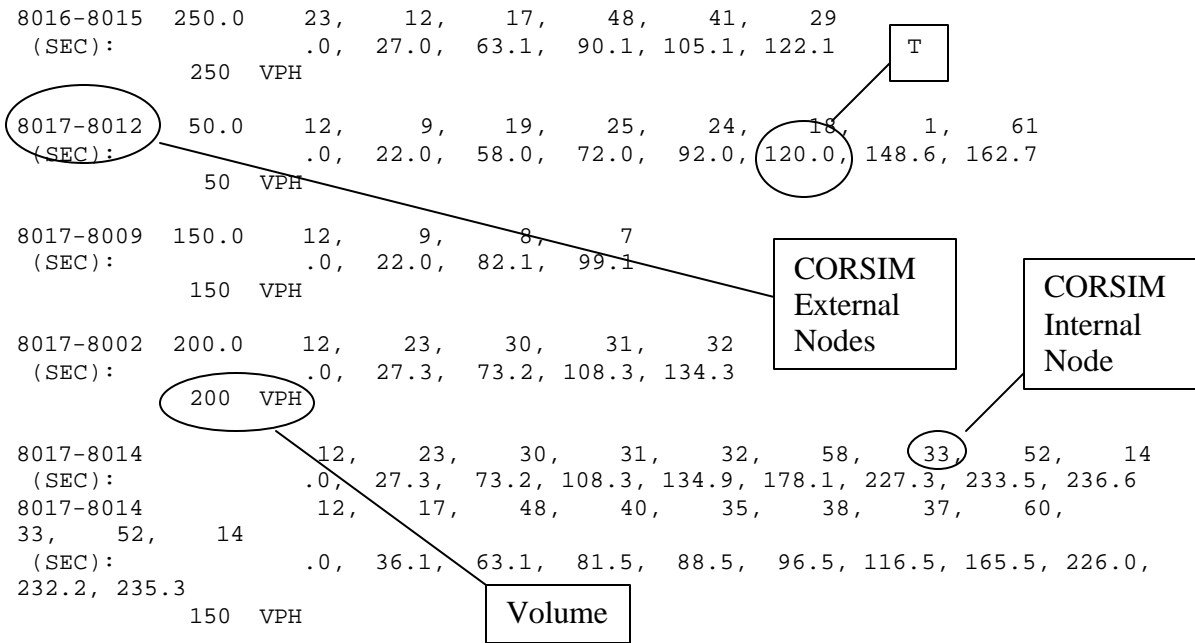 8016-8015 250.0 23, 12, 17, 48, 41, 29
(SEC): .0, 27.0, 63.1, 90.1, 105.1, 122.1
T
250 VPH
8017-8012 50.0 12, 9, 19, 25, 24, 18, 1, 61
(SEC): .0, 22.0, 58.0, 72.0, 92.0, 120.0, 148.6, 162.7
50 VPH
8017-8009 150.0 12, 9, 8, 7
(SEC): .0, 22.0, 82.1, 99.1
150 VPH
CORSIM
External
Nodes
CORSIM
Internal
Node
8017-8002 200.0 12, 23, 30, 31, 32
(SEC): .0, 27.3, 73.2, 108.3, 134.3
200 VPH
8017-8014 12, 23, 30, 31, 32, 58, 33, 52, 14
(SEC): .0, 27.3, 73.2, 108.3, 134.9, 178.1, 227.3, 233.5, 236.6
8017-8014 12, 17, 48, 40, 35, 38, 37, 60,
33, 52, 14
(SEC): .0, 36.1, 63.1, 81.5, 88.5, 96.5, 116.5, 165.5, 226.0,
232.2, 235.3
150 VPH
Volume